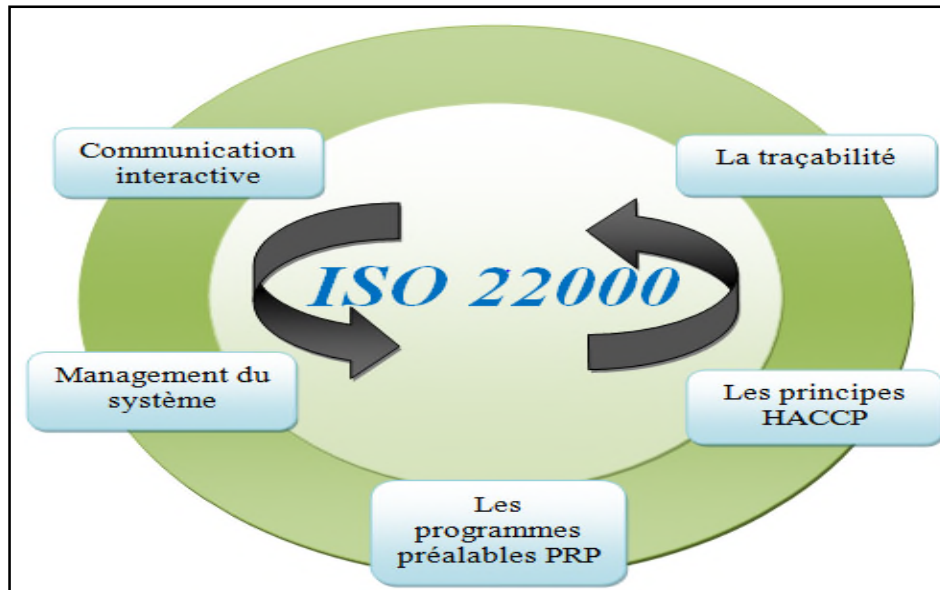 Communication
interactive
La traçabilité
ISO 22000
Management du
système
Les principes
HACCP
Les
programmes
préalables PRP